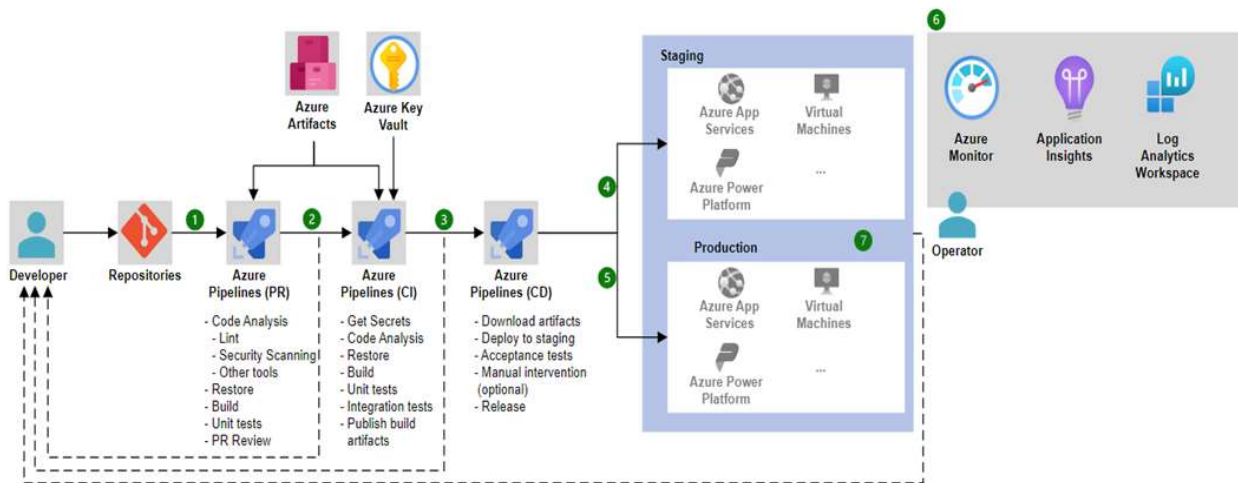 6
Staging
Azure App
Services
Virtual
Machines
Azure Power
Platform
...
Azure
Monitor
Application
Insights
Log
Analytics
Workspace
Azure
Artifacts
Azure Key
Vault
1
2
3
4
5
Developer
Repositories
Azure
Pipelines (PR)
- Code Analysis
- Lint
- Security Scanning
- Other tools
- Restore
- Build
- Unit tests
- PR Review
Azure
Pipelines (CI)
- Get Secrets
- Code Analysis
- Restore
- Build
- Unit tests
- Integration tests
- Publish build
artifacts
Azure
Pipelines (CD)
- Download artifacts
- Deploy to staging
- Acceptance tests
- Manual intervention
(optional)
- Release
Production
7
Azure App
Services
Virtual
Machines
Azure Power
Platform
...
Operator